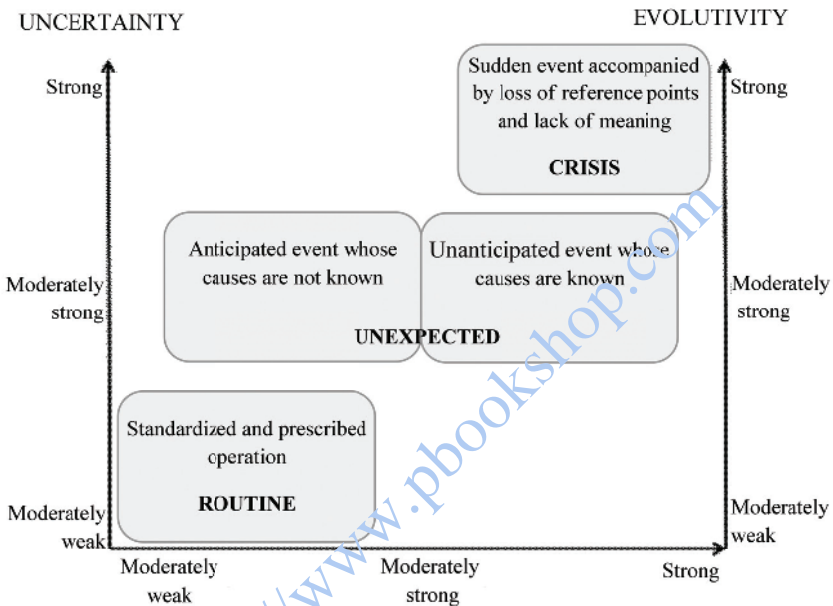 UNCERTAINTY
EVOLUTIVITY
Strong
Sudden event accompanied
by loss of reference points
and lack of meaning
CRISIS
Strong
Moderately
strong
Anticipated event whose
causes are not known
Unanticipated event whose
causes are known
UNEXPECTED
Moderately
strong
Standardized and prescribed
operation
ROUTINE
Moderately
weak
Moderately
weak
Moderately
weak
Moderately
strong
Strong
//www.pbookshop.com